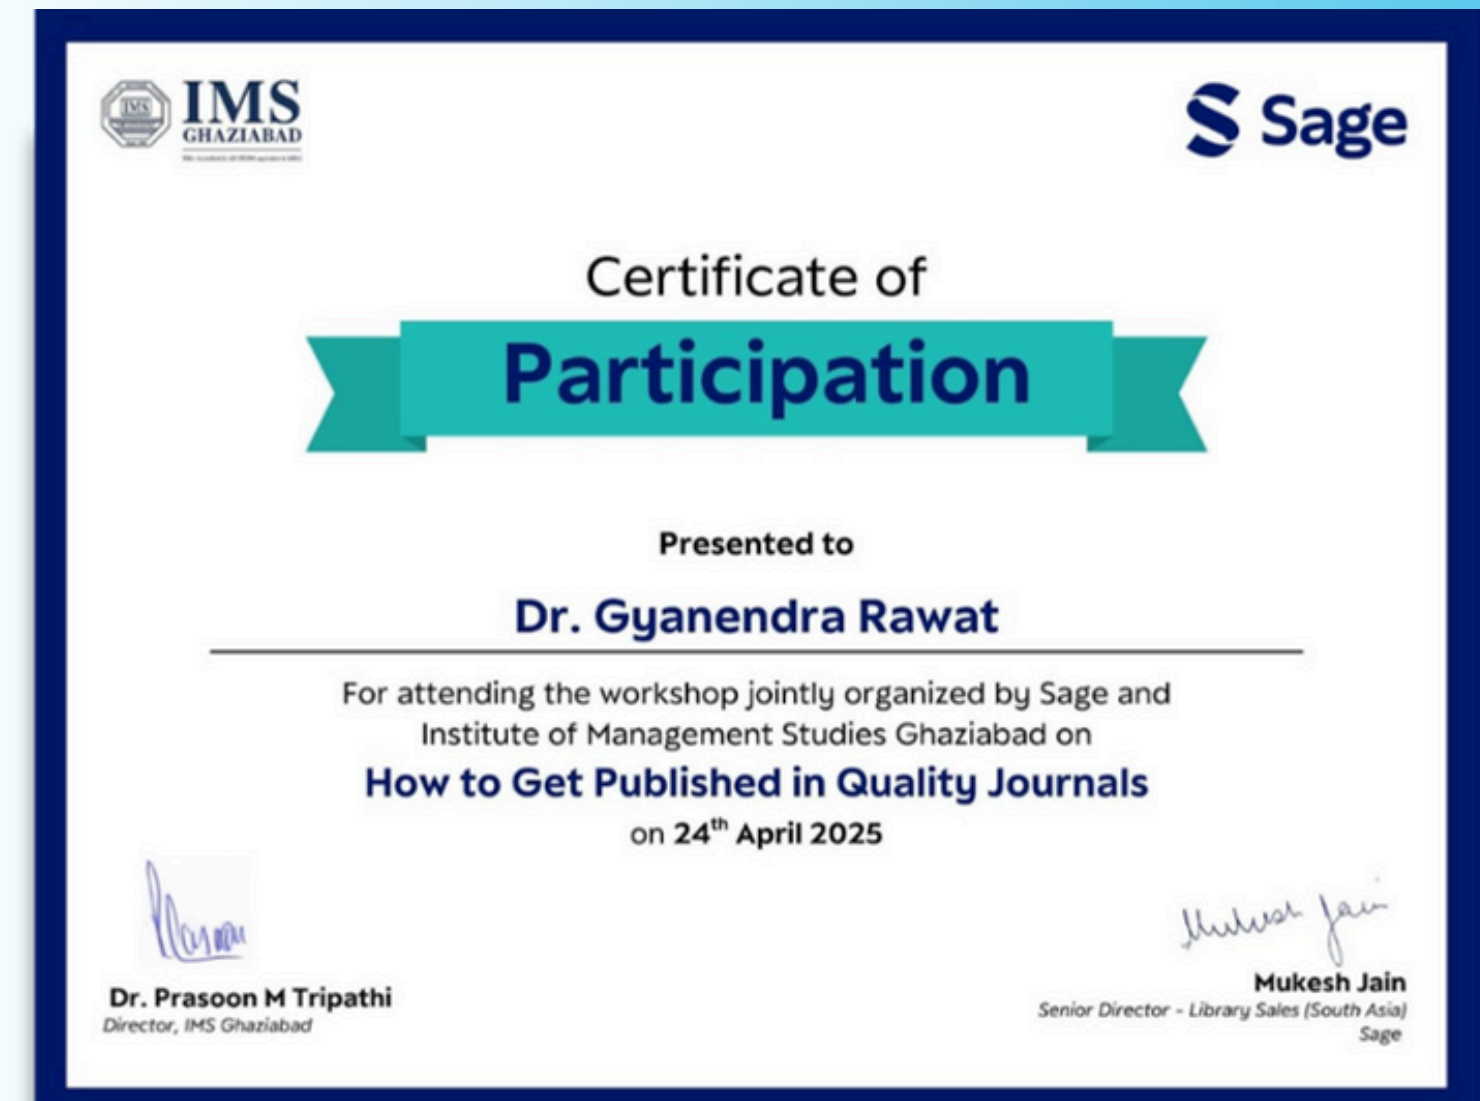 IMS
GHAZIABAD
Sage
Certificate of
Participation
Presented to
Dr. Gyanendra Rawat
For attending the workshop jointly organized by Sage and
Institute of Management Studies Ghaziabad on
How to Get Published in Quality Journals
on 24th April 2025
Mukesh Jain
Dr. Prasoon M Tripathi
Director, IMS Ghaziabad
Mukesh Jain
Senior Director - Library Sales (South Asia)
Sage